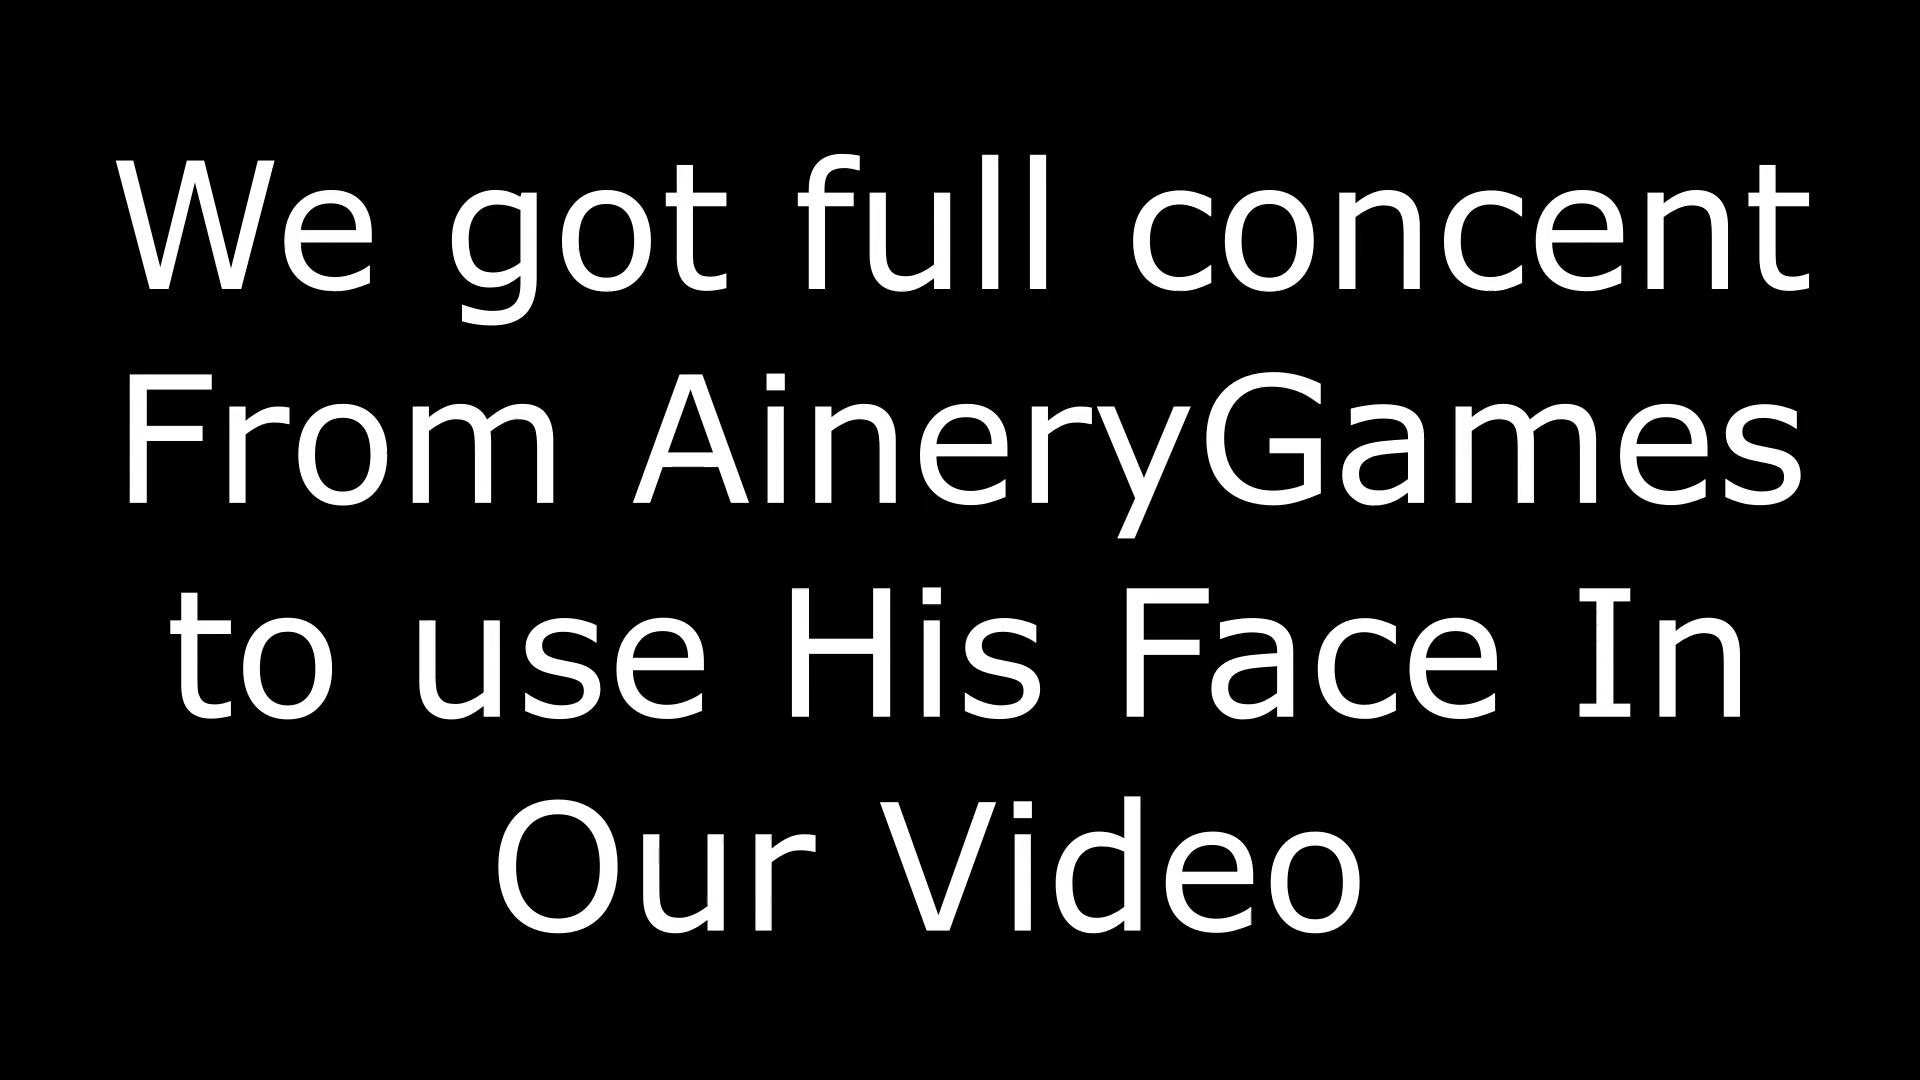 We got full concent
From AineryGames
to use His Face In
Our Video